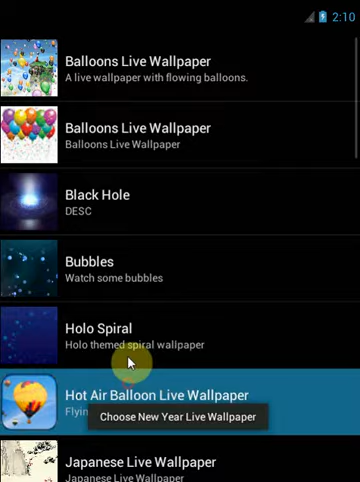 2:10
Balloons Live Wallpaper
A live wallpaper with flowing balloons.
Balloons Live Wallpaper
Balloons Live Wallpaper
Black Hole
DESC
Bubbles
Watch some bubbles
Holo Spiral
Holo themed spiral wallpaper
Hot Air Balloon Live Wallpaper
Choose New Year Live Wallpaper
Japanese Live Wallpaper
Japanese Live Wallpaper